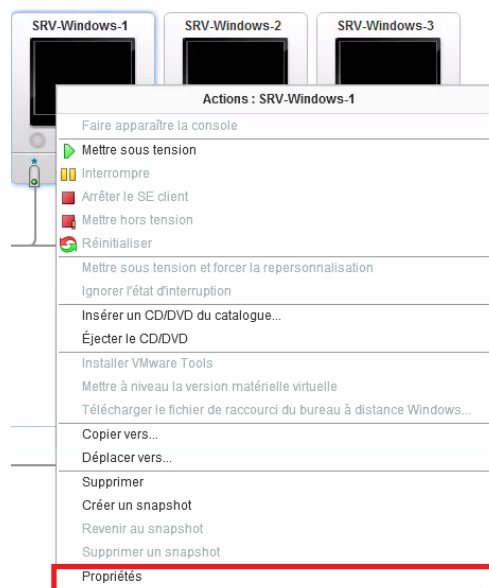 SRV-Windows-1
SRV-Windows-2
SRV-Windows-3
Actions : SRV-Windows-1
Faire apparaître la console
Mettre sous tension
Interrompre
Arrêter le SE client
Mettre hors tension
Réinitialiser
Mettre sous tension et forcer la repersonnalisation
Ignorer l'état d'interruption
Insérer un CD/DVD du catalogue...
Éjecter le CD/DVD
Installer VMware Tools
Mettre à niveau la version matérielle virtuelle
Télécharger le fichier de raccourci du bureau à distance Windows...
Copier vers...
Déplacer vers...
Supprimer
Créer un snapshot
Revenir au snapshot
Supprimer un snapshot
Propriétés